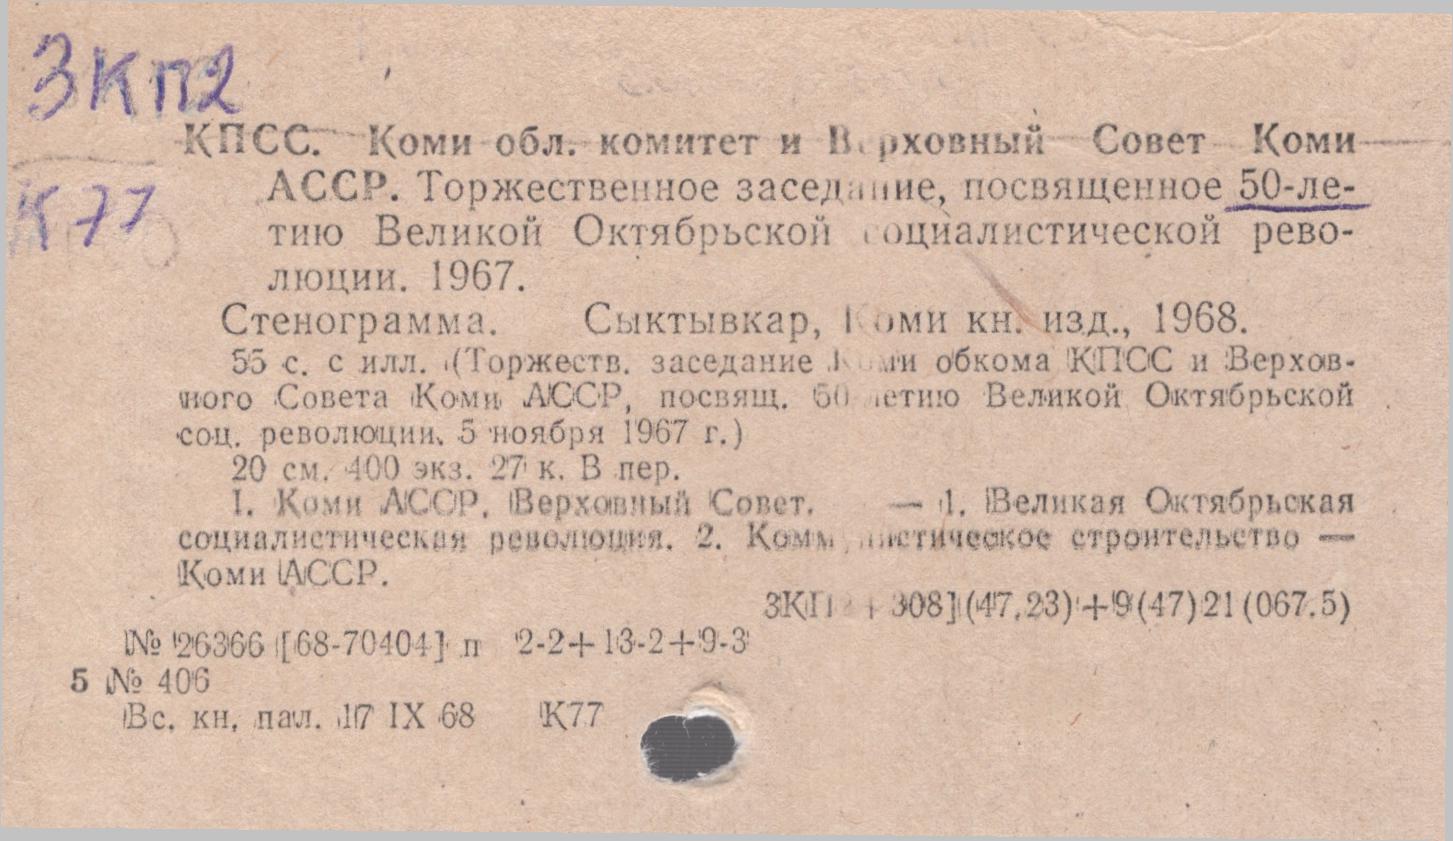 3КП2
КПСС. Коми обл. комитет и Верховный Совет Коми
К77
АССР. Торжественное заседание, посвященное 50-ле-
тию Великой Октябрьской социалистической рево-
люции. 1967.
Стенограмма. Сыктывкар, Коми кн. изд., 1968.
55 с. с илл. (Торжеств. заседание Коми обкома КПСС и Верхов-
ного Совета Коми АССР, посвящ. 50-летию Великой Октябрьской
соц. революции. 5 ноября 1967 г.)
20 см. 400 экз. 27 к. В пер.
I. Коми АССР. Верховный Совет. — 1. Великая Октябрьская
социалистическая революция. 2. Коммунистическое строительство —
Коми АССР.
3КП2+308](47.23)+9(47)21(067.5)
№ 26366 [68-70404] п 2-2+13-2+9-3
5 № 406
Вс. кн. пал. 17 IX 68 К77